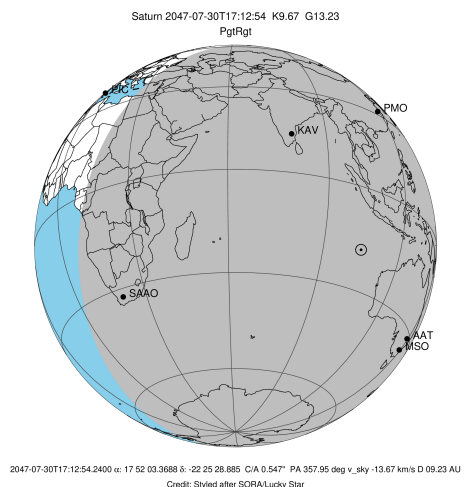 Saturn 2047-07-30T17:12:54 K9.67 G13.23
PgtRgt
PIC
PMO
KAV
SAAO
AAT
MSO
2047-07-30T17:12:54.2400 α: 17 52 03.3688 δ: -22 25 28.885 C/A 0.547" PA 357.95 deg v_sky -13.67 km/s D 09.23 AU
Credit: Styled after SORA/Lucky Star